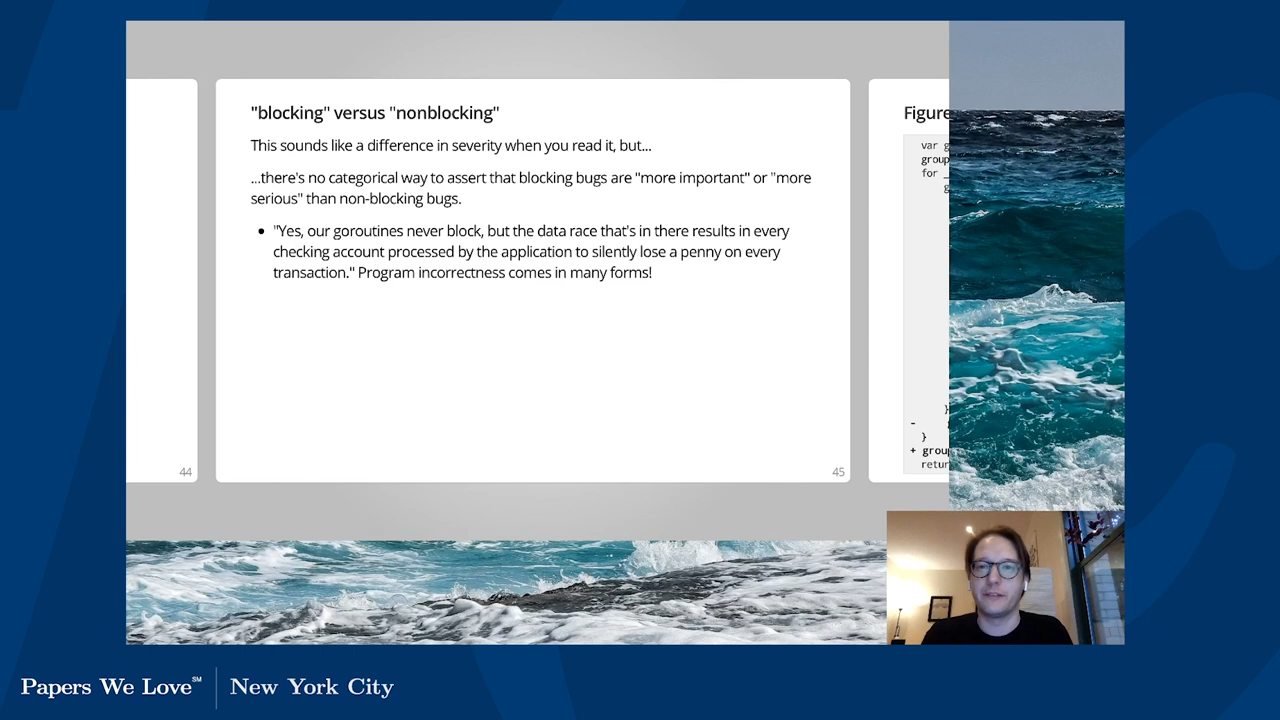 "blocking" versus "nonblocking"
This sounds like a difference in severity when you read it, but...
...there's no categorical way to assert that blocking bugs are "more important" or "more
serious" than non-blocking bugs.
• "Yes, our goroutines never block, but the data race that's in there results in every
checking account processed by the application to silently lose a penny on every
transaction." Program incorrectness comes in many forms!
44
45
Figure
var g
group
for _
g
}
-
}
+ group
return
Papers We Love℠
New York City